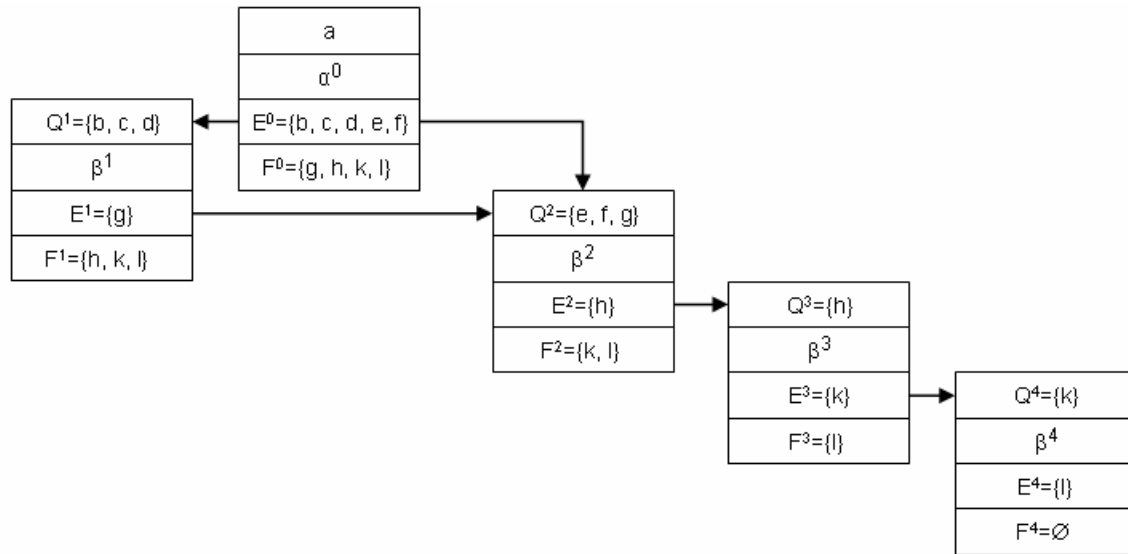 a
α⁰
E⁰={b, c, d, e, f}
F⁰={g, h, k, l}
Q¹={b, c, d}
β¹
E¹={g}
F¹={h, k, l}
Q²={e, f, g}
β²
E²={h}
F²={k, l}
Q³={h}
β³
E³={k}
F³={l}
Q⁴={k}
β⁴
E⁴={l}
F⁴=∅